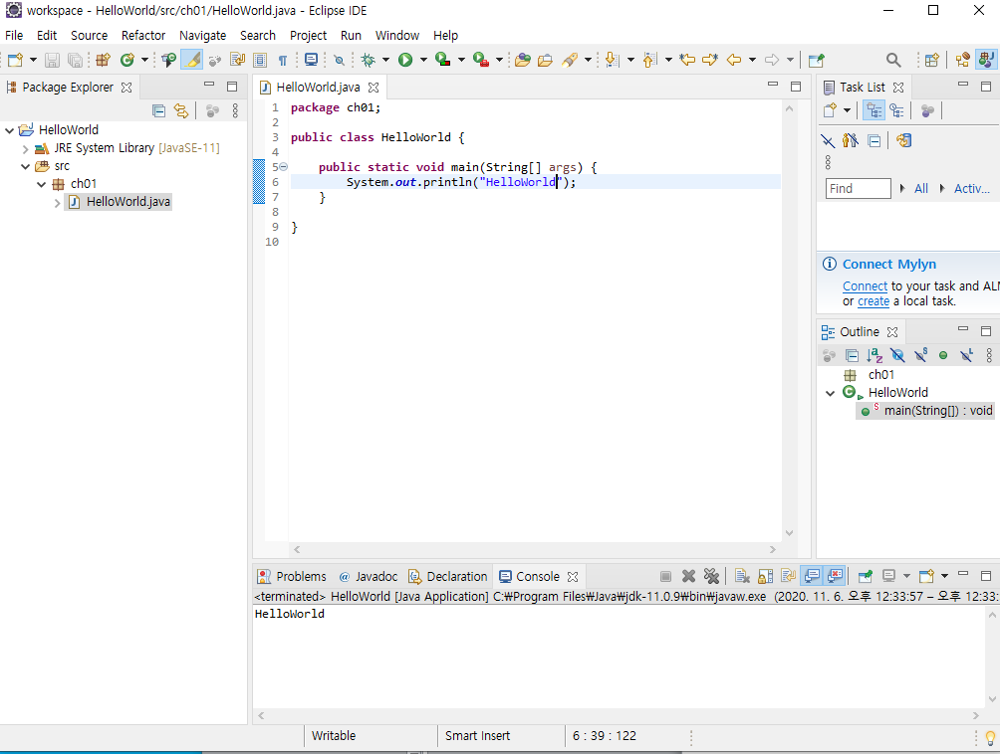 workspace - HelloWorld/src/ch01/HelloWorld.java - Eclipse IDE
File Edit Source Refactor Navigate Search Project Run Window Help
Package Explorer
HelloWorld
JRE System Library [JavaSE-11]
src
ch01
HelloWorld.java
HelloWorld.java
1 package ch01;
2
3 public class HelloWorld {
4
5 public static void main(String[] args) {
6 System.out.println("HelloWorld");
7 }
8
9 }
10
Task List
Find All Activ...
Connect Mylyn
Connect to your task and ALM
or create a local task.
Outline
ch01
HelloWorld
main(String[]) : void
Problems @ Javadoc Declaration Console
<terminated> HelloWorld [Java Application] C:₩Program Files₩Java₩jdk-11.0.9₩bin₩javaw.exe (2020. 11. 6. 오후 12:33:57 – 오후 12:33:
HelloWorld
Writable Smart Insert 6 : 39 : 122